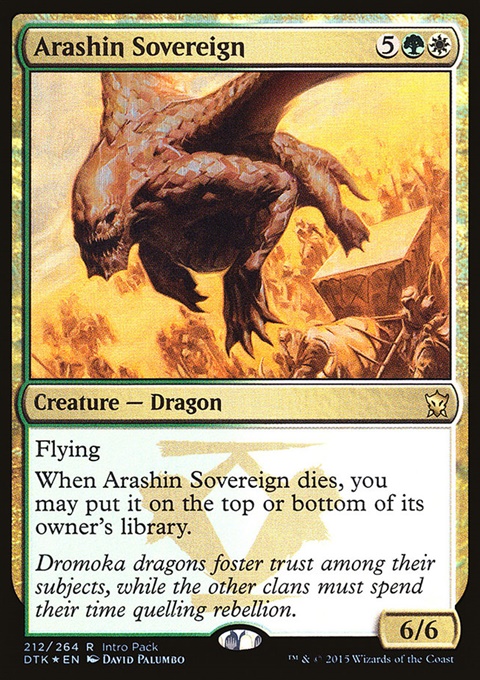 Arashin Sovereign 5
Creature — Dragon
Flying
When Arashin Sovereign dies, you
may put it on the top or bottom of its
owner's library.
Dromoka dragons foster trust among their
subjects, while the other clans must spend
their time quelling rebellion.
6/6
212/264 R Intro Pack
DTK ★ EN David Palumbo
™ & © 2015 Wizards of the Coast